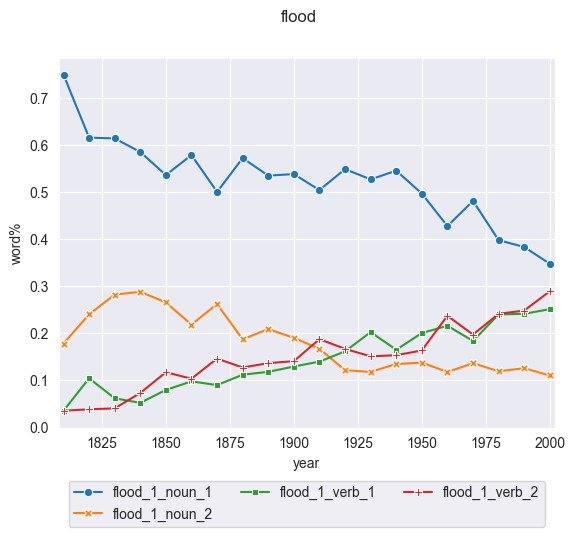 flood
0.7
0.6
0.5
0.4
0.3
0.2
0.1
0.0
word%
1825 1850 1875 1900 1925 1950 1975 2000
year
flood_1_noun_1 flood_1_verb_1 flood_1_verb_2
flood_1_noun_2